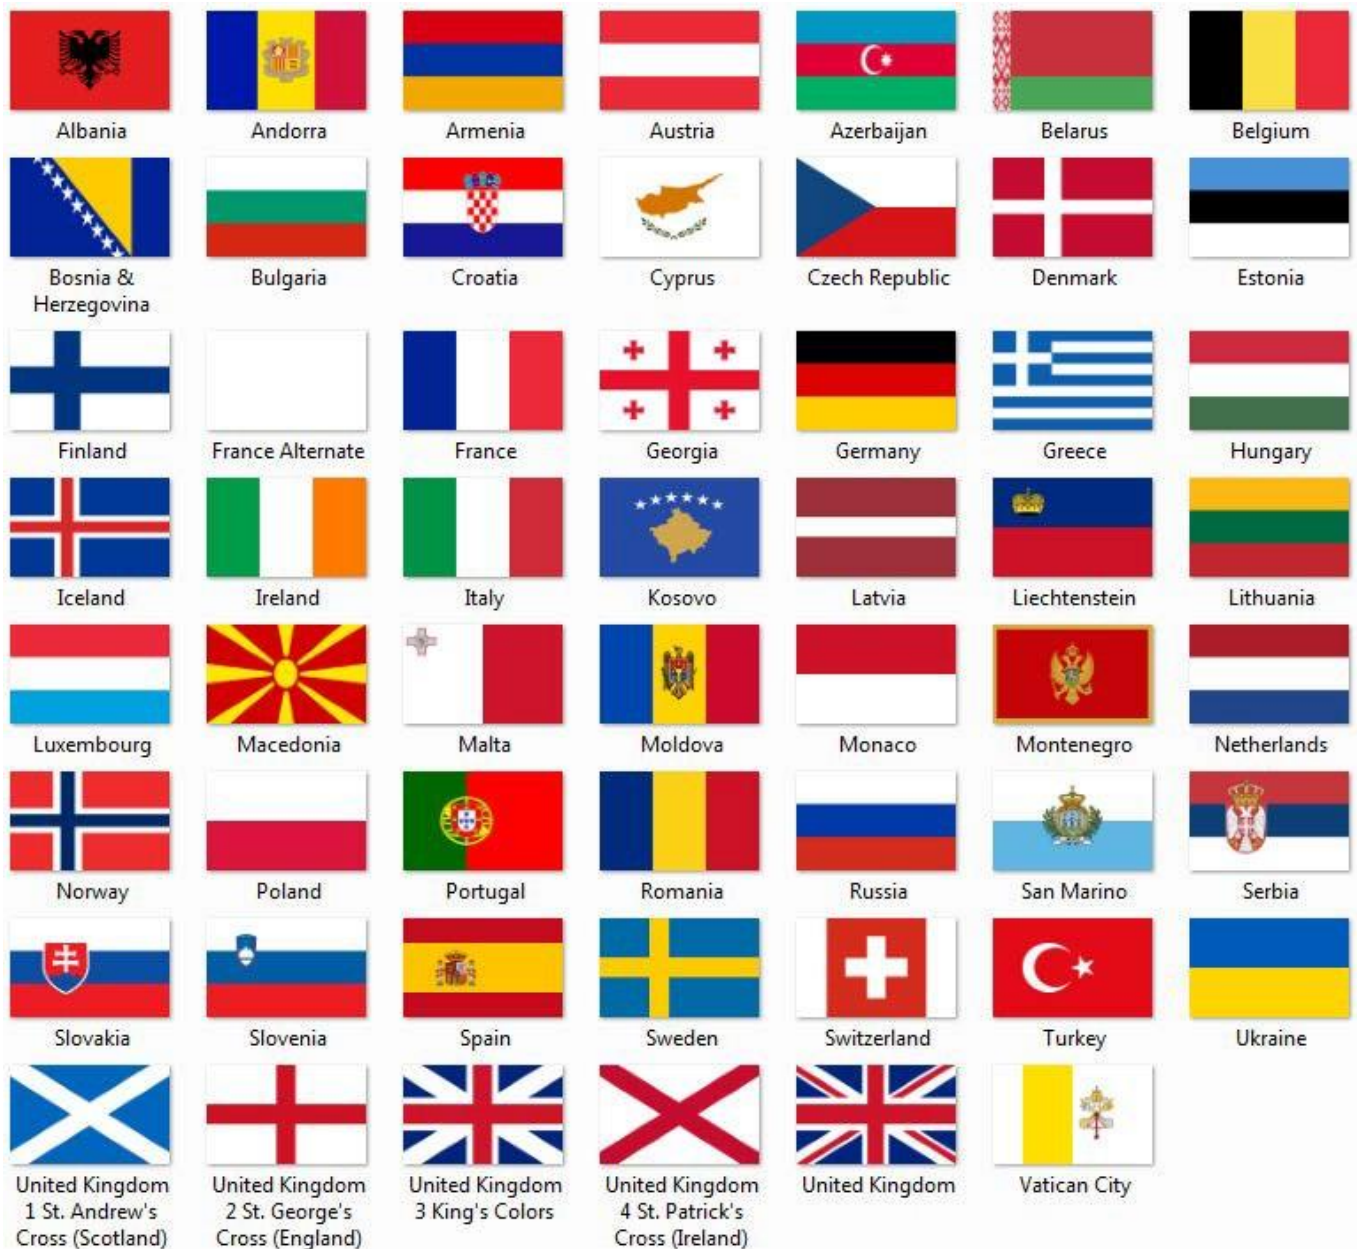 Albania Andorra Armenia Austria Azerbaijan Belarus Belgium
Bosnia & Bulgaria Croatia Cyprus Czech Republic Denmark Estonia
Herzegovina
Finland France Alternate France Georgia Germany Greece Hungary
Iceland Ireland Italy Kosovo Latvia Liechtenstein Lithuania
Luxembourg Macedonia Malta Moldova Monaco Montenegro Netherlands
Norway Poland Portugal Romania Russia San Marino Serbia
Slovakia Slovenia Spain Sweden Switzerland Turkey Ukraine
United Kingdom United Kingdom United Kingdom United Kingdom United Kingdom Vatican City
1 St. Andrew's 2 St. George's 3 King's Colors 4 St. Patrick's
Cross (Scotland) Cross (England) Cross (Ireland)